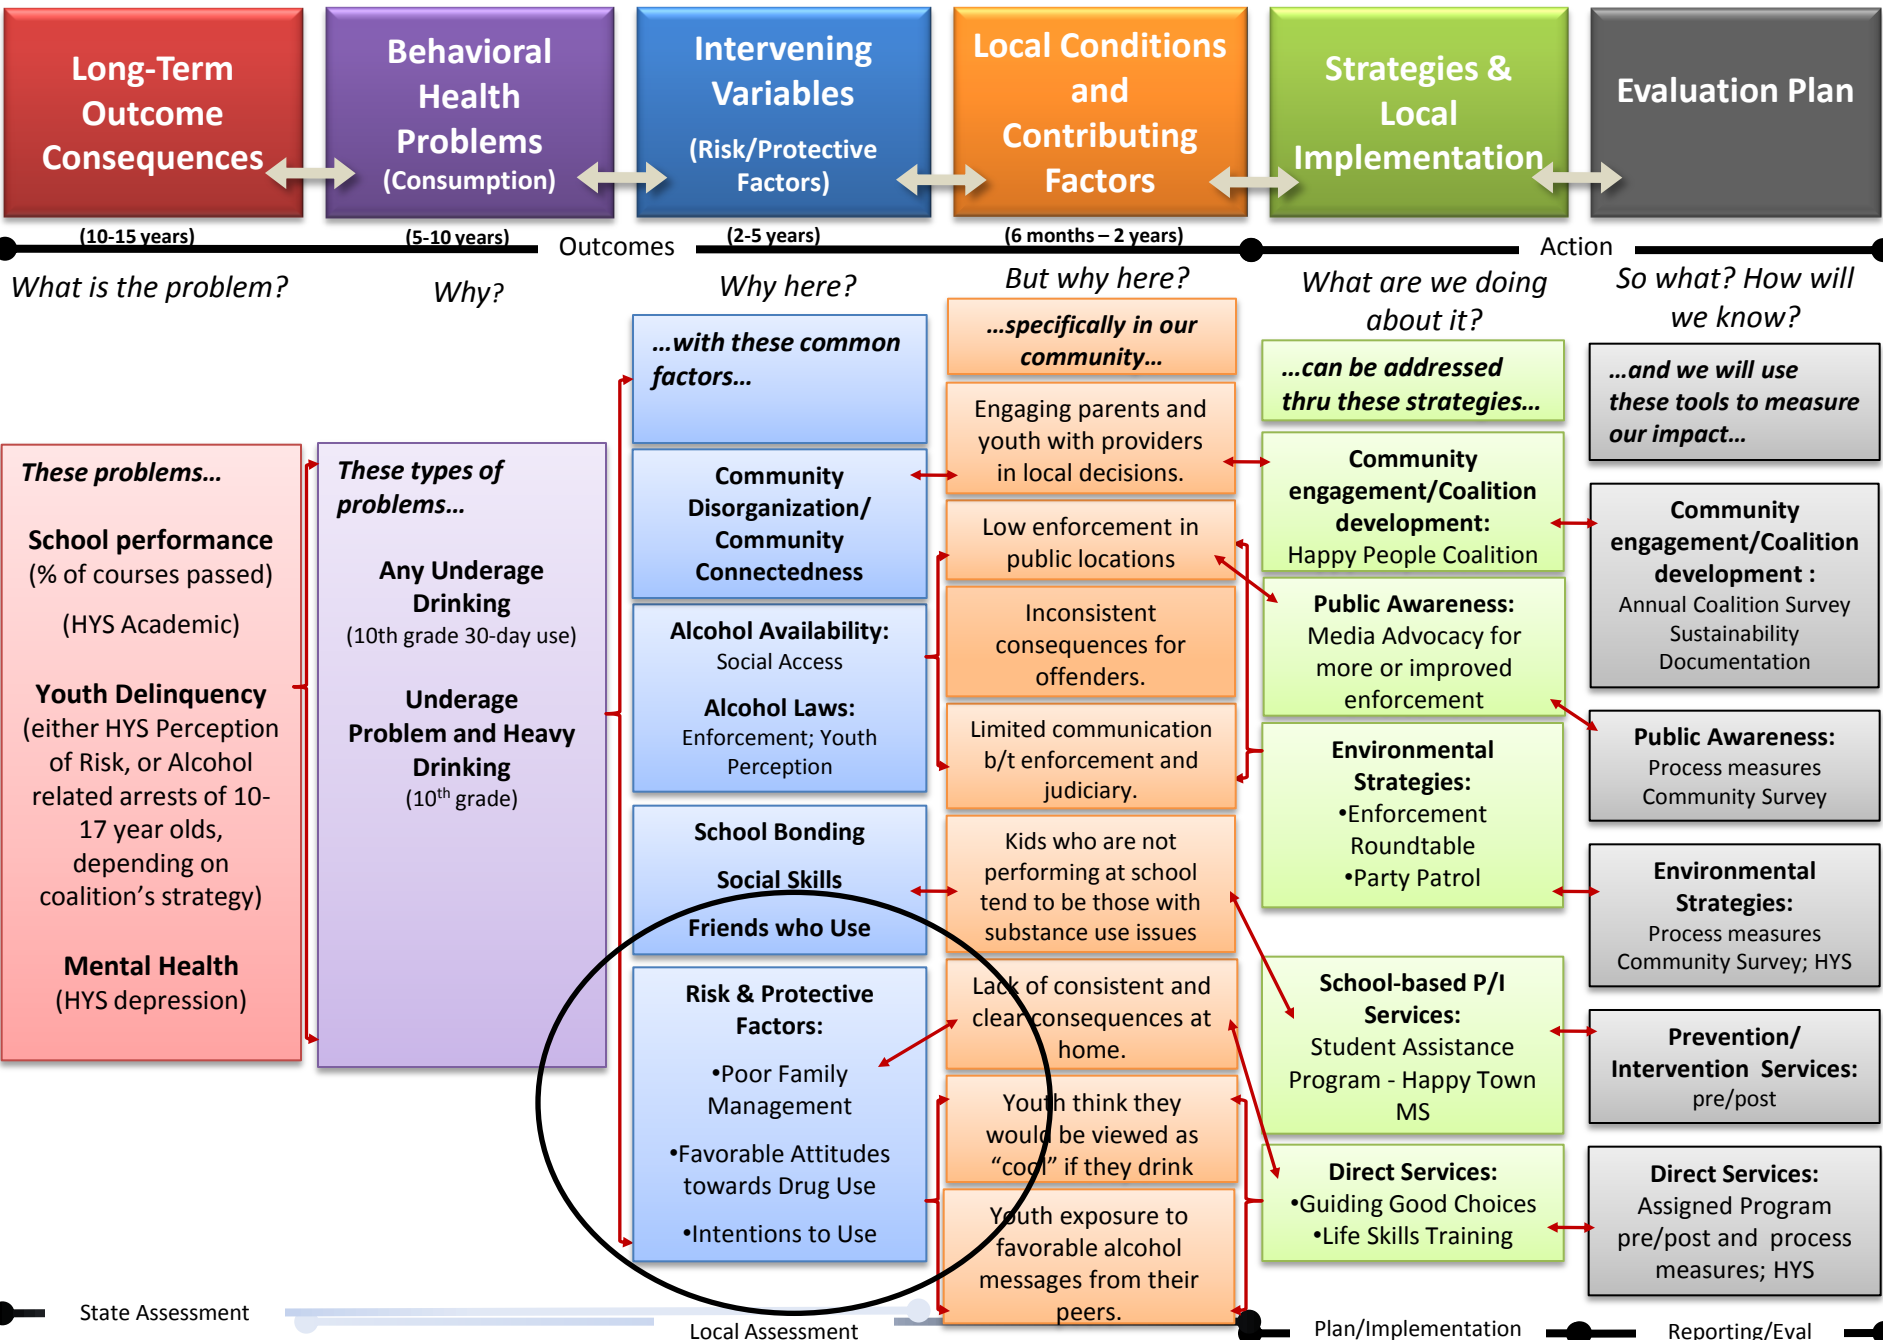 Long-Term
Outcome
Consequences
Behavioral
Health
Problems
(Consumption)
Intervening
Variables
(Risk/Protective
Factors)
Local Conditions
and
Contributing
Factors
Strategies &
Local
Implementation
Evaluation Plan
(10-15 years)
(5-10 years)
Outcomes
(2-5 years)
(6 months – 2 years)
Action
What is the problem?
Why?
Why here?
But why here?
What are we doing
about it?
So what? How will
we know?
These problems...
School performance
(% of courses passed)
(HYS Academic)
Youth Delinquency
(either HYS Perception
of Risk, or Alcohol
related arrests of 10-
17 year olds,
depending on
coalition’s strategy)
Mental Health
(HYS depression)
These types of
problems…
Any Underage
Drinking
(10th grade 30-day use)
Underage
Problem and Heavy
Drinking
(10th grade)
…with these common
factors…
Community
Disorganization/
Community
Connectedness
Alcohol Availability:
Social Access
Alcohol Laws:
Enforcement; Youth
Perception
School Bonding
Social Skills
Friends who Use
Risk & Protective
Factors:
•Poor Family
Management
•Favorable Attitudes
towards Drug Use
•Intentions to Use
…specifically in our
community…
Engaging parents and
youth with providers
in local decisions.
Low enforcement in
public locations
Inconsistent
consequences for
offenders.
Limited communication
b/t enforcement and
judiciary.
Kids who are not
performing at school
tend to be those with
substance use issues
Lack of consistent and
clear consequences at
home.
Youth think they
would be viewed as
“cool” if they drink
Youth exposure to
favorable alcohol
messages from their
peers.
…can be addressed
thru these strategies…
Community
engagement/Coalition
development:
Happy People Coalition
Public Awareness:
Media Advocacy for
more or improved
enforcement
Environmental
Strategies:
•Enforcement
Roundtable
•Party Patrol
School-based P/I
Services:
Student Assistance
Program - Happy Town
MS
Direct Services:
•Guiding Good Choices
•Life Skills Training
…and we will use
these tools to measure
our impact…
Community
engagement/Coalition
development :
Annual Coalition Survey
Sustainability
Documentation
Public Awareness:
Process measures
Community Survey
Environmental
Strategies:
Process measures
Community Survey; HYS
Prevention/
Intervention Services:
pre/post
Direct Services:
Assigned Program
pre/post and process
measures; HYS
State Assessment
Local Assessment
Plan/Implementation
Reporting/Eval